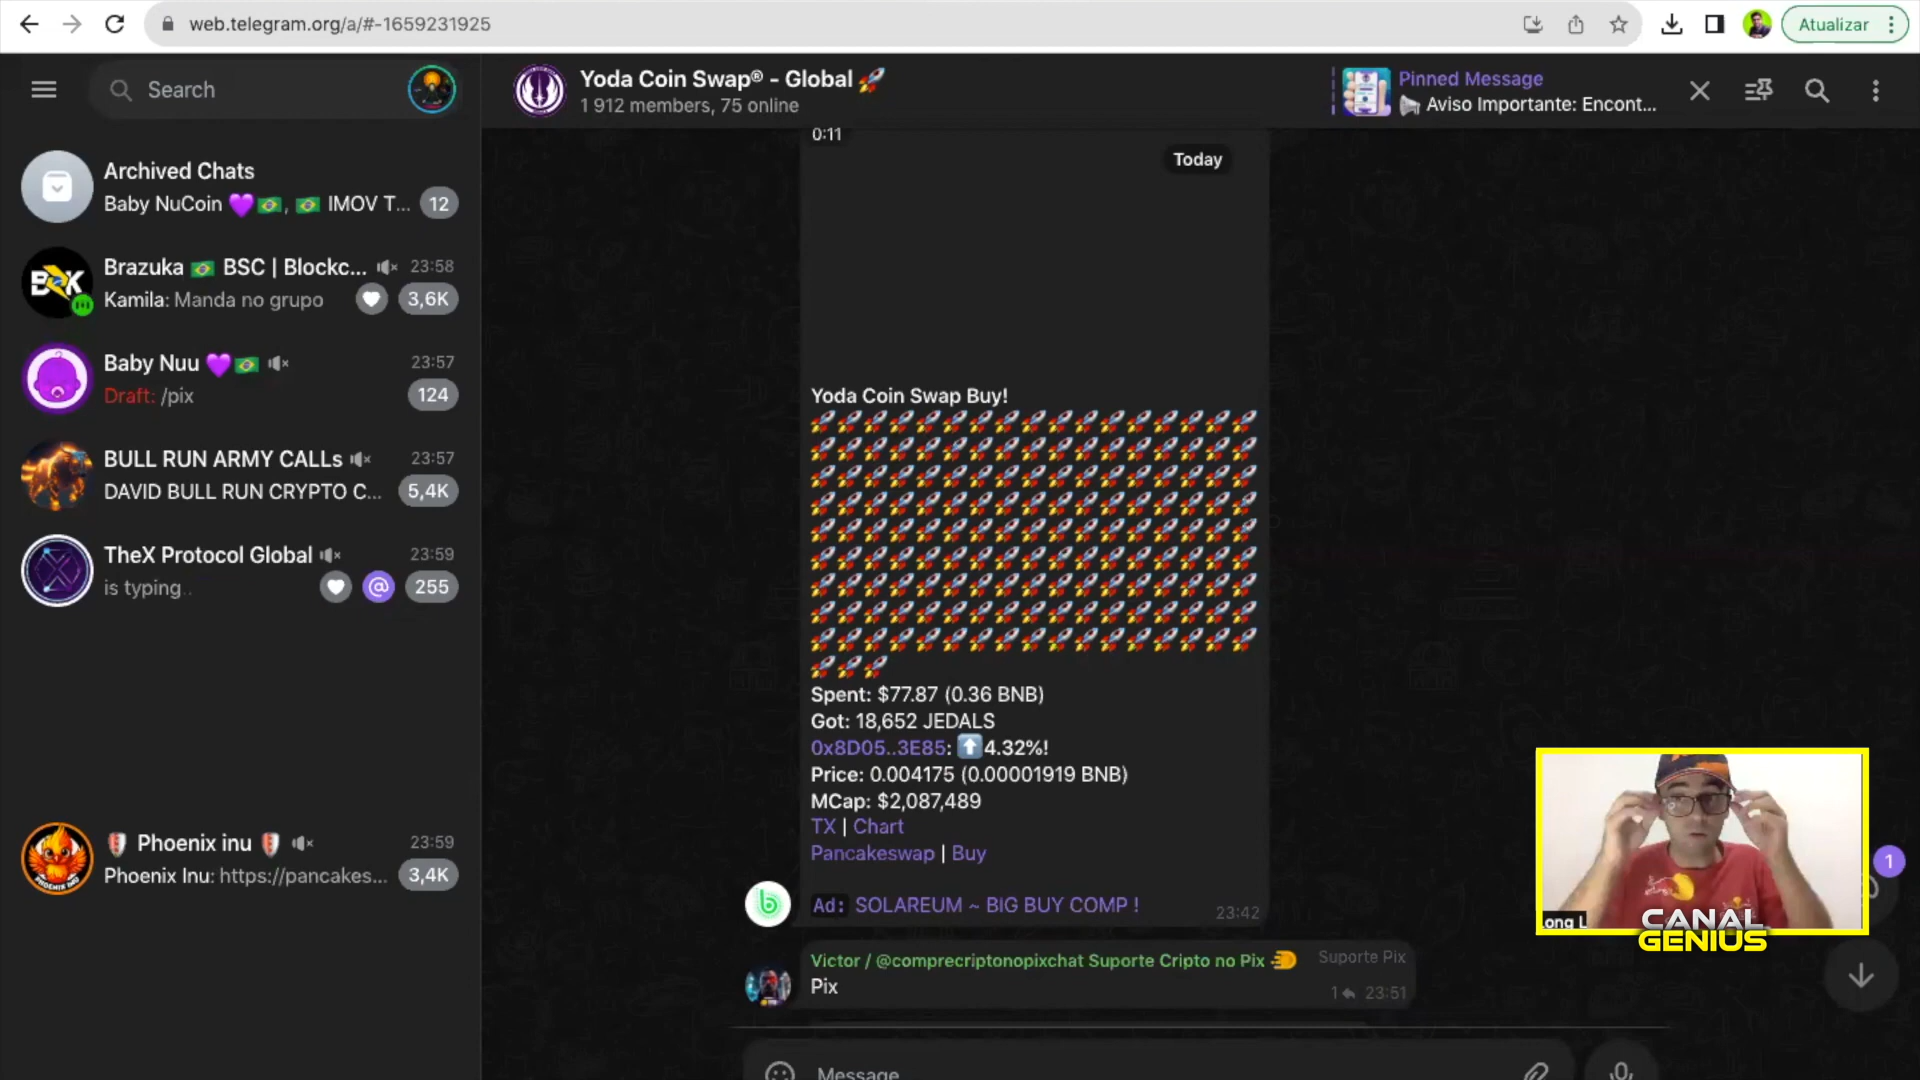 web.telegram.org/a/#-1659231925
Atualizar
Search
Archived Chats
Baby NuCoin 💜🇧🇷, 🇧🇷 IMOV T... 12
Brazuka 🇧🇷 BSC | Blockc... 23:58
Kamila: Manda no grupo 3,6K
Baby Nuu 💜🇧🇷 23:57
Draft: /pix 124
BULL RUN ARMY CALLs 23:57
DAVID BULL RUN CRYPTO C... 5,4K
TheX Protocol Global 23:59
is typing.. @ 255
Phoenix inu 23:59
Phoenix Inu: https://pancakes... 3,4K
BRK
PHOENIX INU
Yoda Coin Swap® - Global 🚀
1 912 members, 75 online
Pinned Message
Aviso Importante: Encont...
0:11
Today
Yoda Coin Swap Buy!
🚀🚀🚀🚀🚀🚀🚀🚀🚀🚀🚀🚀🚀🚀🚀🚀🚀
🚀🚀🚀🚀🚀🚀🚀🚀🚀🚀🚀🚀🚀🚀🚀🚀🚀
🚀🚀🚀🚀🚀🚀🚀🚀🚀🚀🚀🚀🚀🚀🚀🚀🚀
🚀🚀🚀🚀🚀🚀🚀🚀🚀🚀🚀🚀🚀🚀🚀🚀🚀
🚀🚀🚀🚀🚀🚀🚀🚀🚀🚀🚀🚀🚀🚀🚀🚀🚀
🚀🚀🚀🚀🚀🚀🚀🚀🚀🚀🚀🚀🚀🚀🚀🚀🚀
🚀🚀🚀🚀🚀🚀🚀🚀🚀🚀🚀🚀🚀🚀🚀🚀🚀
🚀🚀🚀🚀🚀🚀🚀🚀🚀🚀🚀🚀🚀🚀🚀🚀🚀
🚀🚀🚀🚀🚀🚀🚀🚀🚀🚀🚀🚀🚀🚀🚀🚀🚀
🚀🚀🚀
Spent: $77.87 (0.36 BNB)
Got: 18,652 JEDALS
0x8D05..3E85: ⬆️4.32%!
Price: 0.004175 (0.00001919 BNB)
MCap: $2,087,489
TX | Chart
Pancakeswap | Buy
Ad: SOLAREUM ~ BIG BUY COMP !
23:42
Victor / @comprecriptonopixchat Suporte Cripto no Pix Suporte Pix
Pix
1 23:51
Message
1
ong L
CANAL
GENIUS